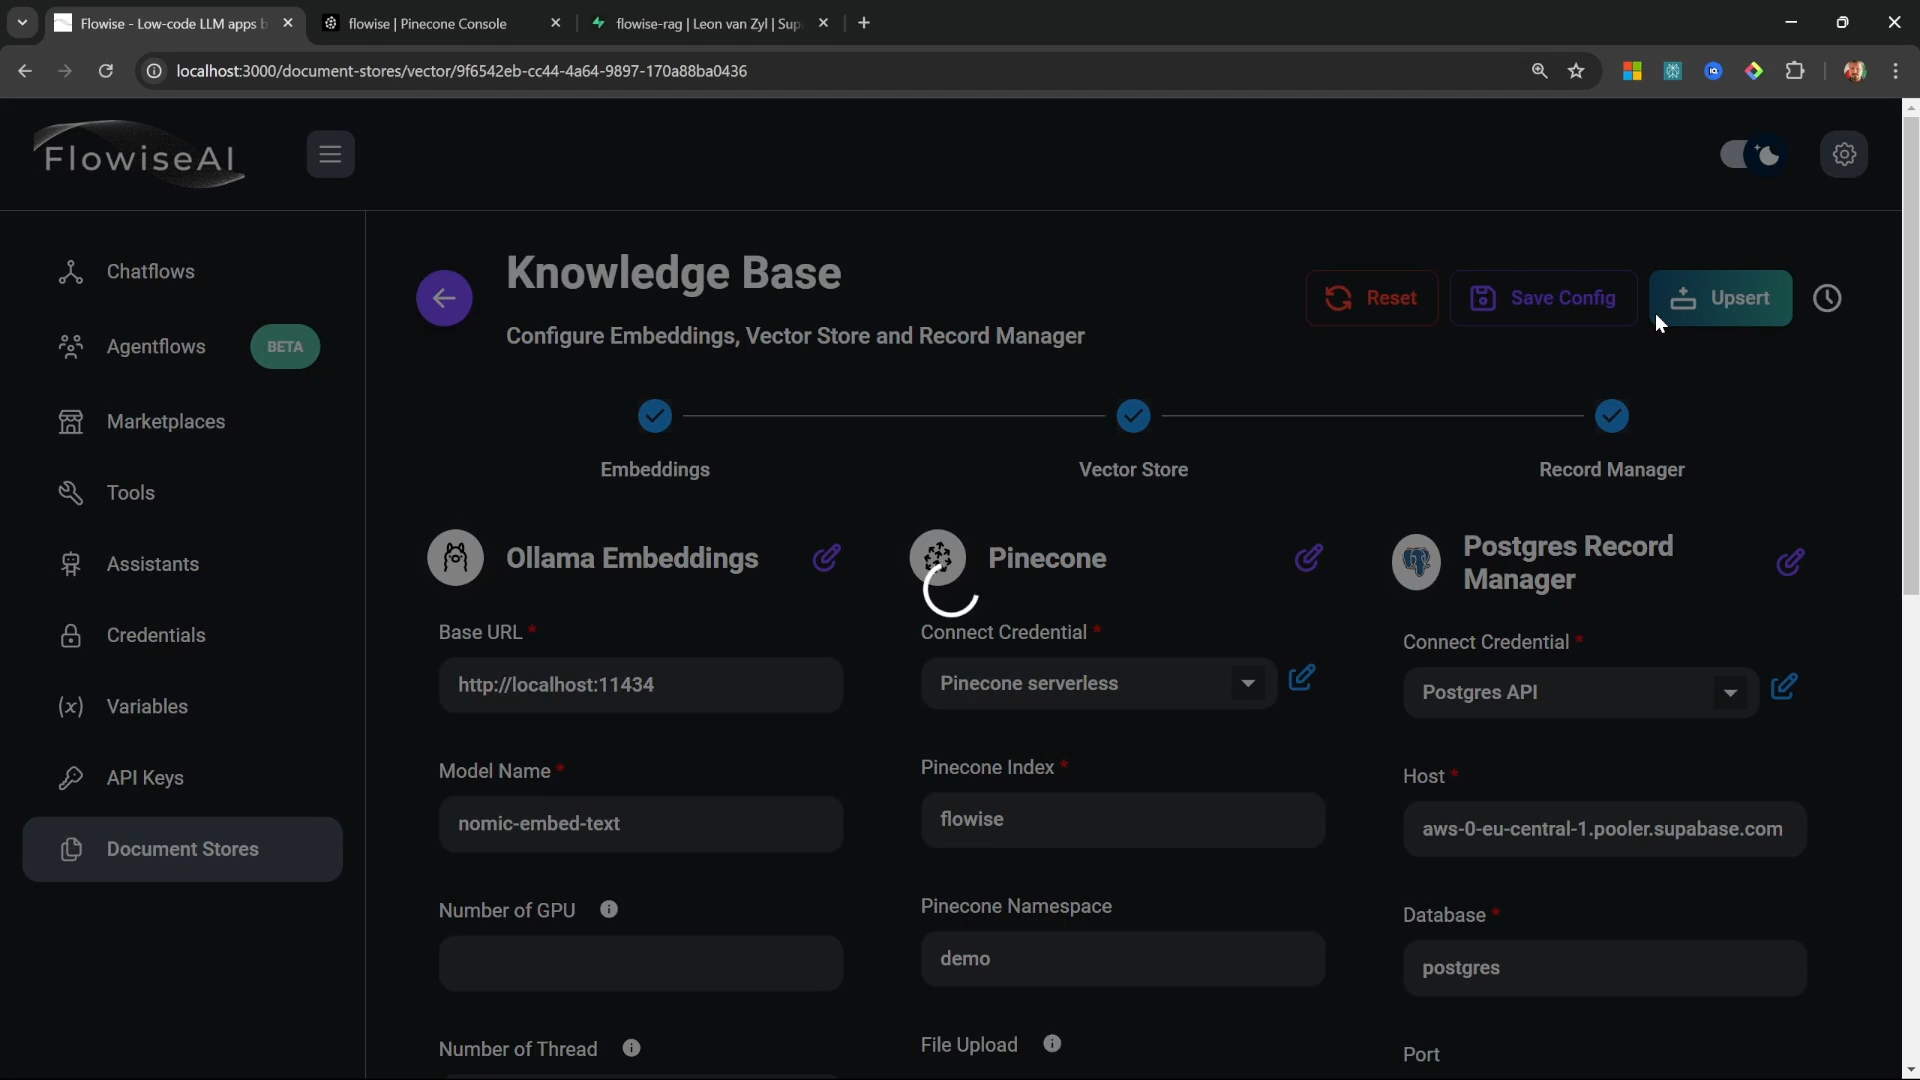 Flowise - Low-code LLM apps b
flowise | Pinecone Console
flowise-rag | Leon van Zyl | Sup
localhost:3000/document-stores/vector/9f6542eb-cc44-4a64-9897-170a88ba0436
FlowiseAI
Chatflows
Agentflows
BETA
Marketplaces
Tools
Assistants
Credentials
Variables
API Keys
Document Stores
Knowledge Base
Configure Embeddings, Vector Store and Record Manager
Reset
Save Config
Upsert
Embeddings
Vector Store
Record Manager
Ollama Embeddings
Base URL *
http://localhost:11434
Model Name *
nomic-embed-text
Number of GPU
Number of Thread
Pinecone
Connect Credential *
Pinecone serverless
Pinecone Index *
flowise
Pinecone Namespace
demo
File Upload
Postgres Record
Manager
Connect Credential *
Postgres API
Host *
aws-0-eu-central-1.pooler.supabase.com
Database *
postgres
Port